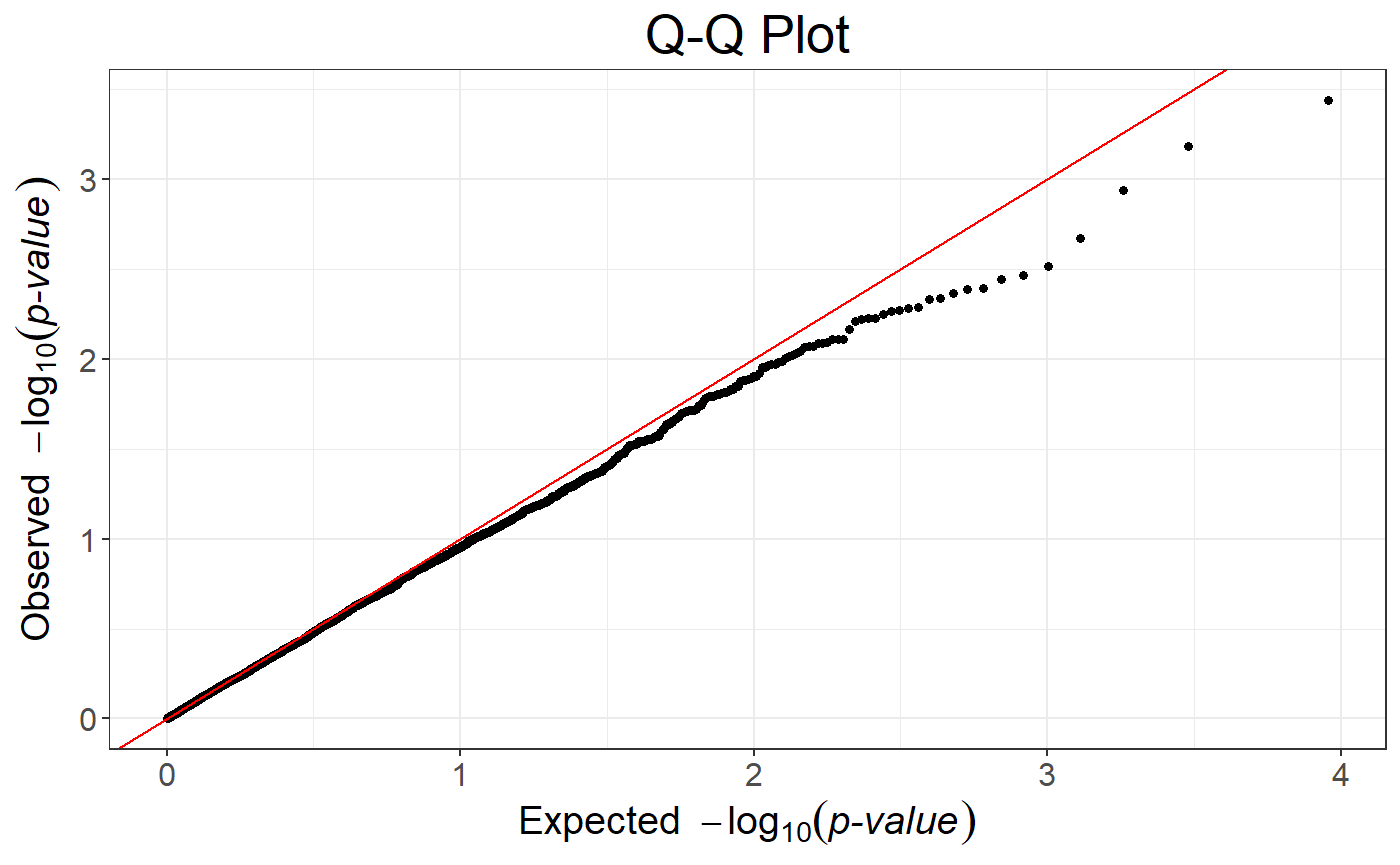 Q-Q Plot
Observed −log₁₀(p-value)
3
2
1
0
0 1 2 3 4
Expected −log₁₀(p-value)